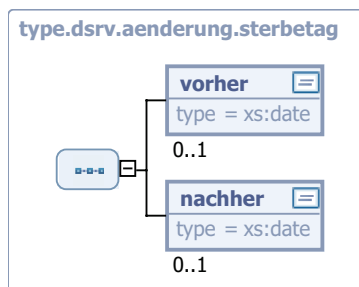 type.dsrv.aenderung.sterbetag
vorher
type = xs:date
0..1
nachher
type = xs:date
0..1